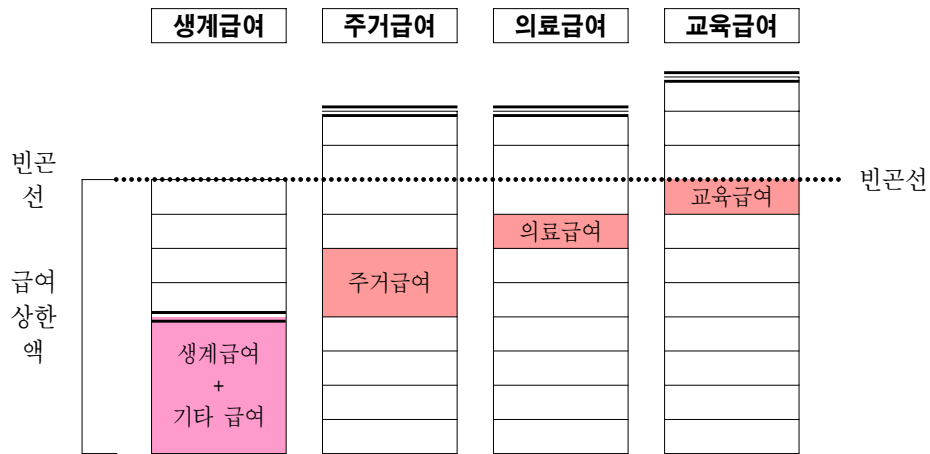 생계급여
주거급여
의료급여
교육급여
빈곤
선
빈곤선
교육급여
의료급여
주거급여
급여
상한
액
생계급여
+
기타 급여